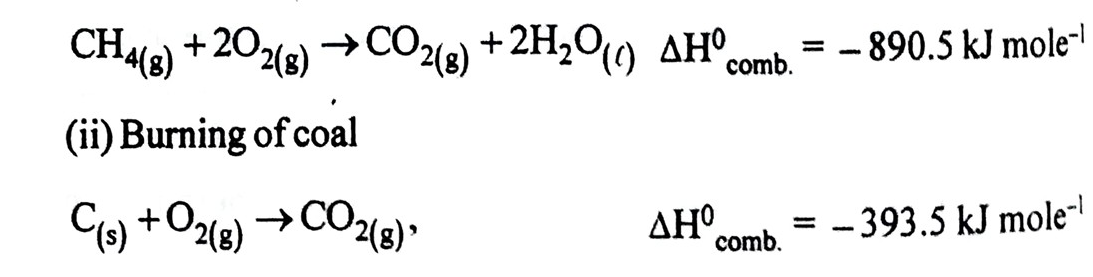 CH₄₍g₎ + 2O₂₍g₎ → CO₂₍g₎ + 2H₂O₍ℓ₎ ΔH⁰comb. = – 890.5 kJ mole⁻¹
(ii) Burning of coal
C₍s₎ + O₂₍g₎ → CO₂₍g₎, ΔH⁰comb. = – 393.5 kJ mole⁻¹